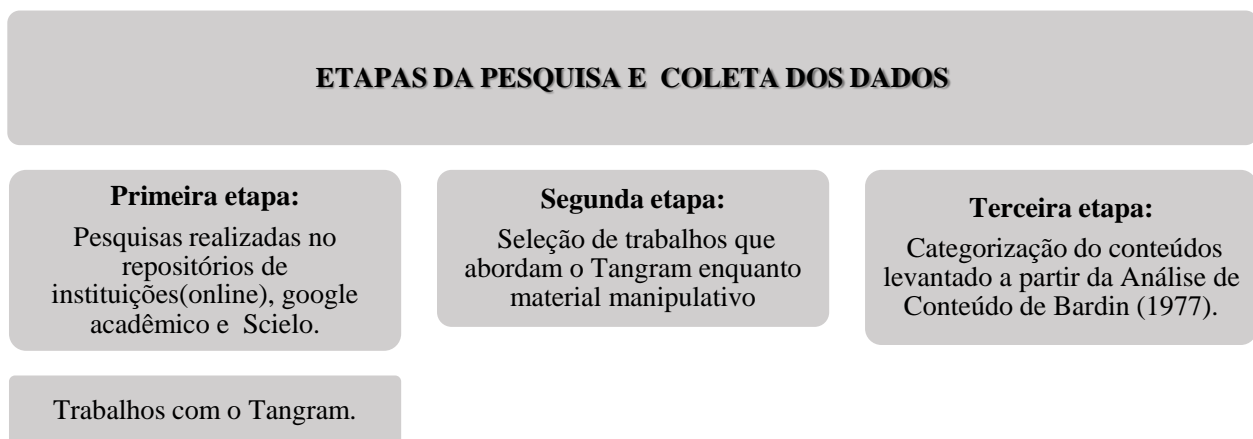 ETAPAS DA PESQUISA E COLETA DOS DADOS
Primeira etapa:
Pesquisas realizadas no
repositórios de
instituições(online), google
acadêmico e Scielo.
Trabalhos com o Tangram.
Segunda etapa:
Seleção de trabalhos que
abordam o Tangram enquanto
material manipulativo
Terceira etapa:
Categorização do conteúdos
levantado a partir da Análise de
Conteúdo de Bardin (1977).